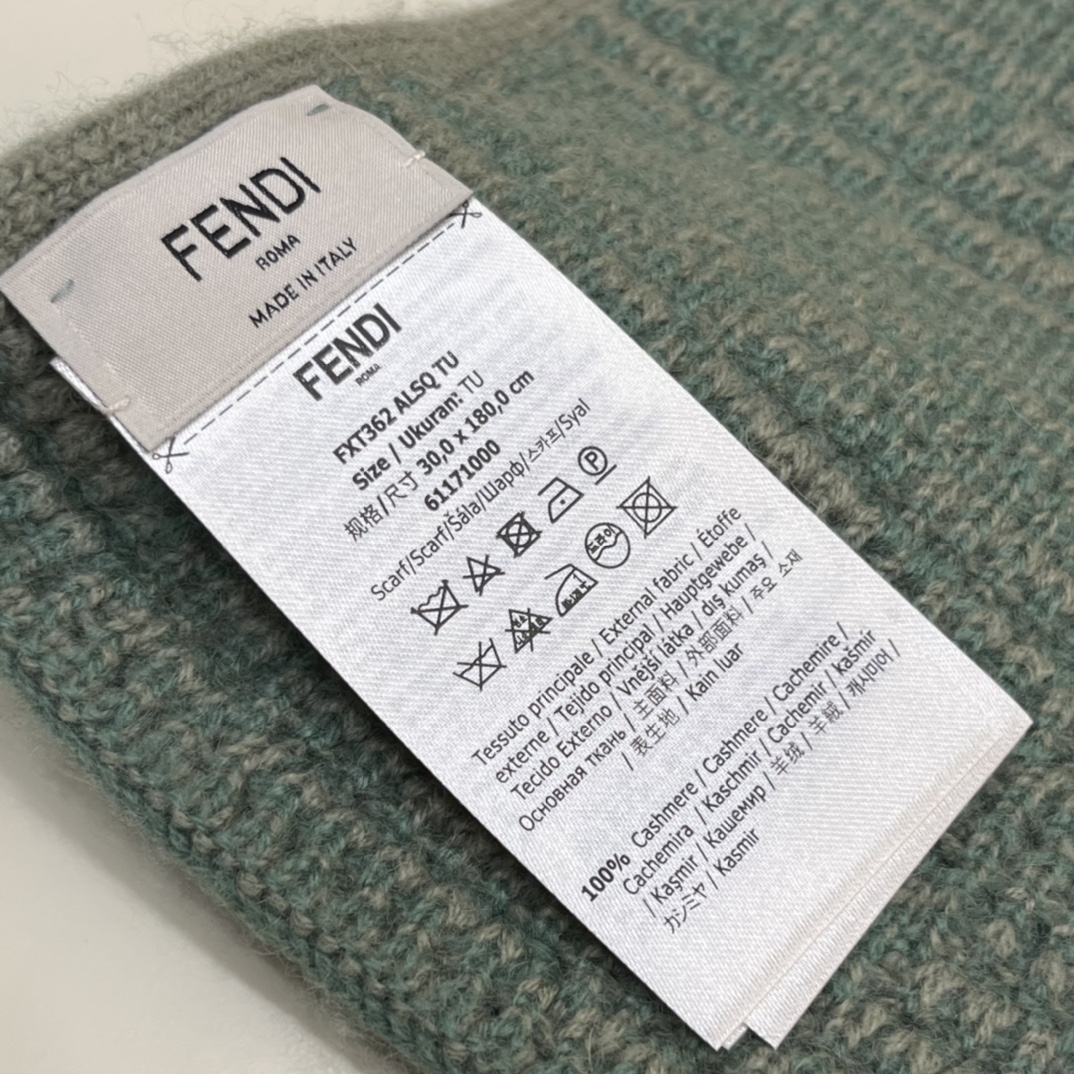 FENDI
ROMA
MADE IN ITALY
FENDI
ROMA
FXT362 ALSQ TU
Size / Ukuran: TU
规格/尺寸 30,0 x 180,0 cm
61171000
Scarf/Scarf/Šála/Шарф/스카프/Syal
P
드라이
Tessuto principale / External fabric / Étoffe
externe / Tejido principal / Hauptgewebe /
Tecido Externo / Vnější látka / dış kumaş /
Основная ткань / 主面料 / 外部面料 / 주요 소재
/ 表生地 / Kain luar
100% Cashmere / Cashmere / Cachemire /
Cachemira / Kaschmir / Cachemir / kašmír
/ Kaşmir / Кашемир / 羊绒 / 羊絨 / 캐시미어 /
カシミヤ / Kasmir